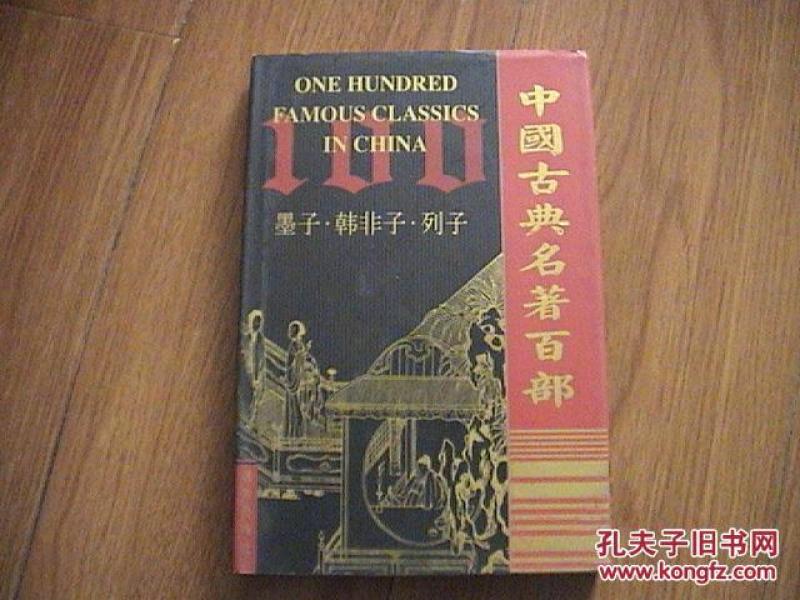 ONE HUNDRED
FAMOUS CLASSICS
IN CHINA
100
墨子·韩非子·列子
中國古典名著百部
孔夫子旧书网
www.kongfz.com